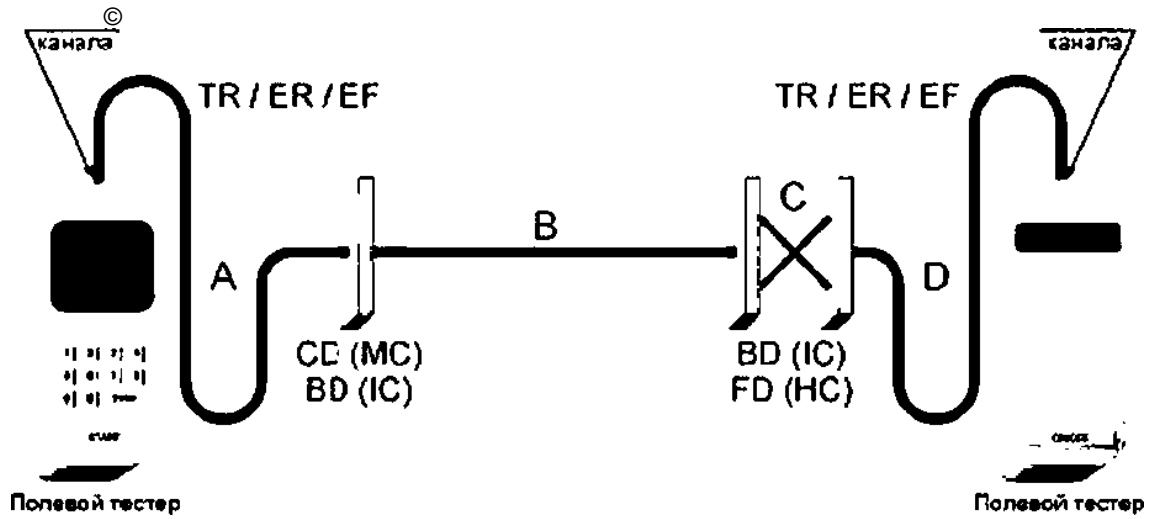 ©
канала
канала
TR / ER / EF
TR / ER / EF
A
B
C
D
CD (MC)
BD (IC)
BD (IC)
FD (HC)
Полевой тестер
Полевой тестер